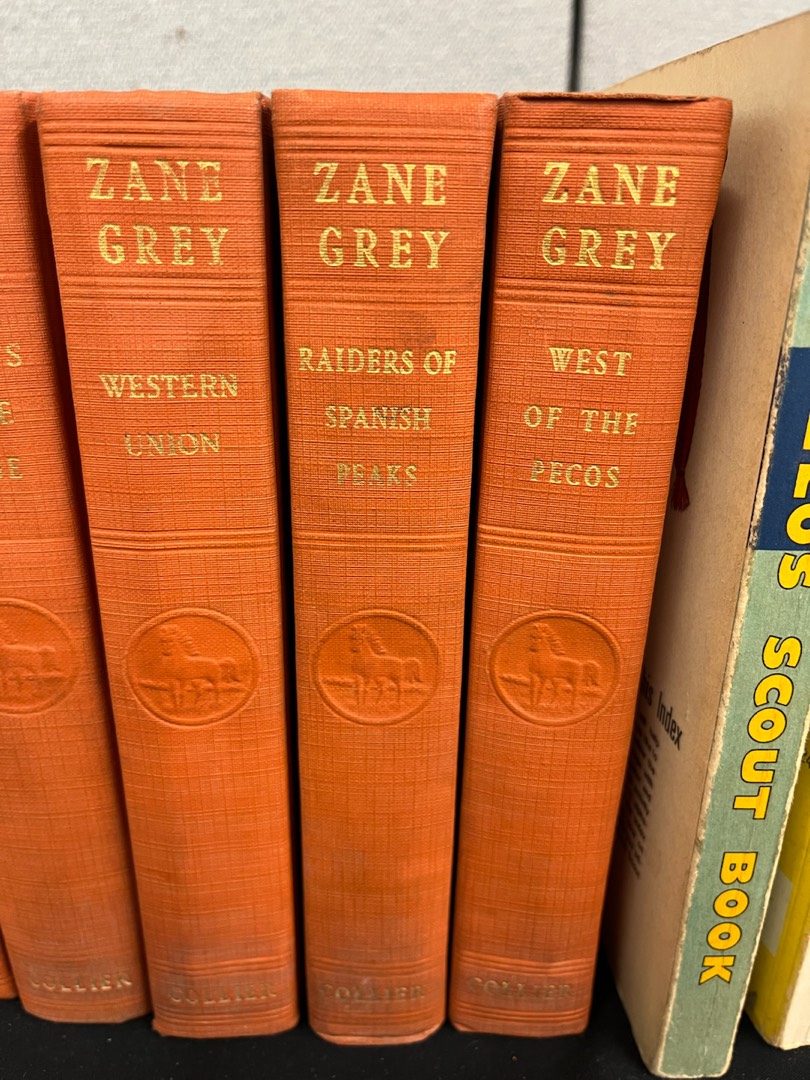 COLLIER
ZANE
GREY
WESTERN
UNION
COLLIER
ZANE
GREY
RAIDERS OF
SPANISH
PEAKS
COLLIER
ZANE
GREY
WEST
OF THE
PECOS
COLLIER
Index
SCOUT BOOK